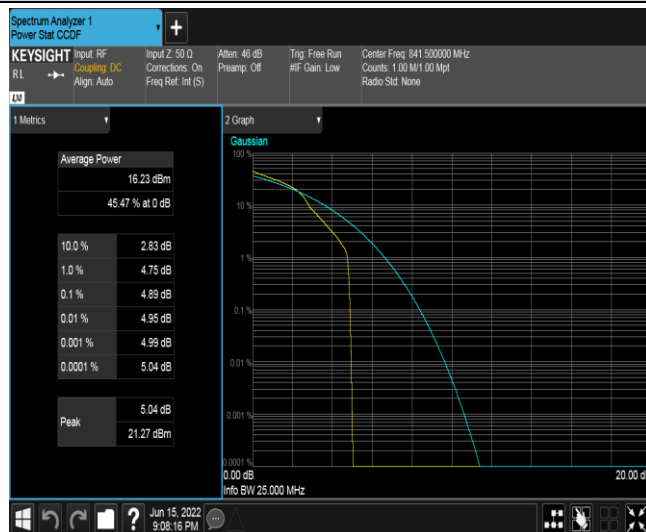 Spectrum Analyzer 1
Power Stat CCDF
+
KEYSIGHT
RL
LXI
Input: RF
Coupling: DC
Align: Auto
Input Z: 50 Ω
Corrections: On
Freq Ref: Int (S)
Atten: 46 dB
Preamp: Off
Trig: Free Run
#IF Gain: Low
Center Freq: 841.500000 MHz
Counts: 1.00 M/1.00 Mpt
Radio Std: None
1 Metrics
Average Power
16.23 dBm
45.47 % at 0 dB
10.0 % 2.83 dB
1.0 % 4.75 dB
0.1 % 4.89 dB
0.01 % 4.95 dB
0.001 % 4.99 dB
0.0001 % 5.04 dB
Peak
5.04 dB
21.27 dBm
2 Graph
Gaussian
100 %
10 %
1 %
0.1 %
0.01 %
0.001 %
0.0001 %
0.00 dB
20.00 d
Info BW 25.000 MHz
?
Jun 15, 2022
9:08:16 PM